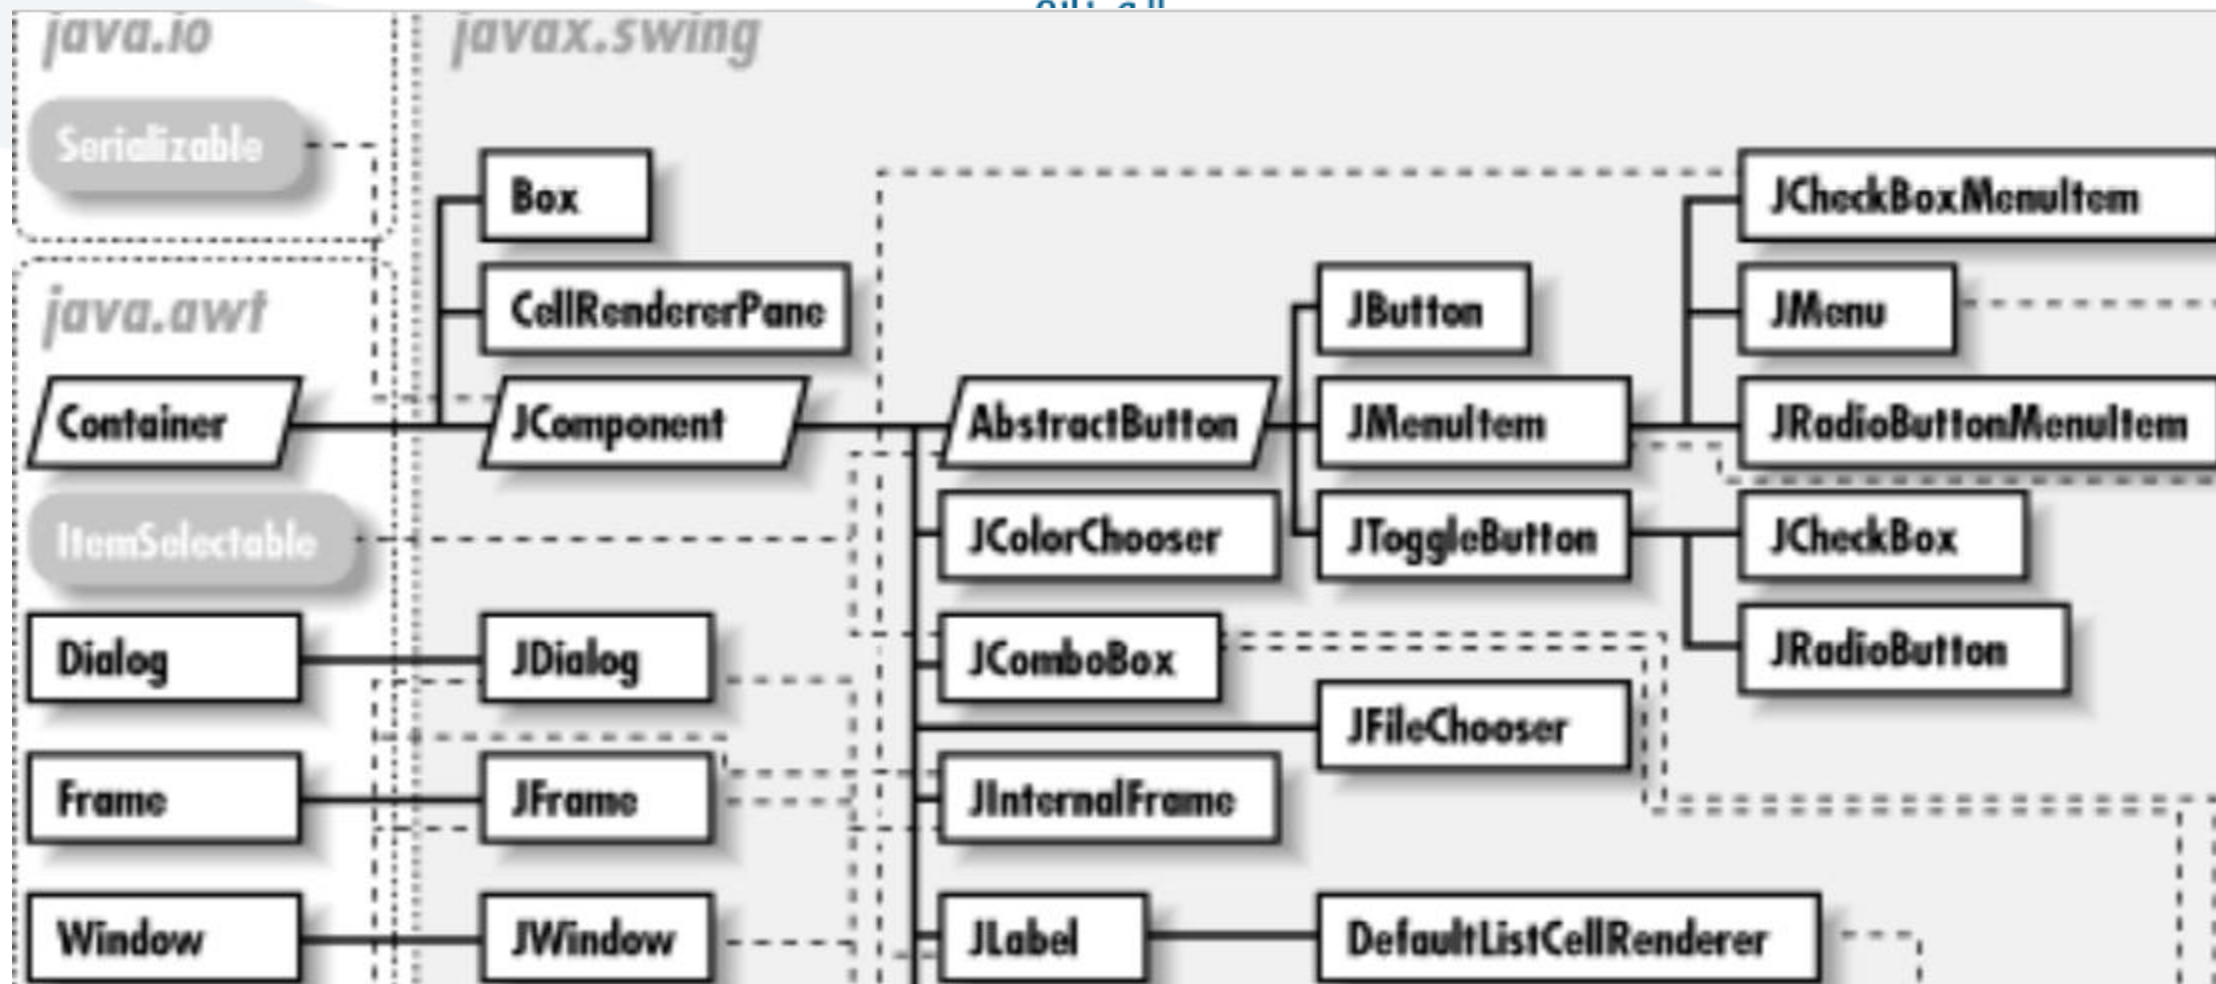 java.io
javax.swing
Serializable
Box
JCheckBoxMenuItem
CellRendererPane
JButton
JMenu
java.awt
Container
JComponent
AbstractButton
JMenuItem
JRadioButtonMenuItem
ItemSelectable
JColorChooser
JToggleButton
JCheckBox
Dialog
JDialog
JComboBox
JRadioButton
JFileChooser
Frame
JFrame
JInternalFrame
Window
JWindow
JLabel
DefaultListCellRenderer